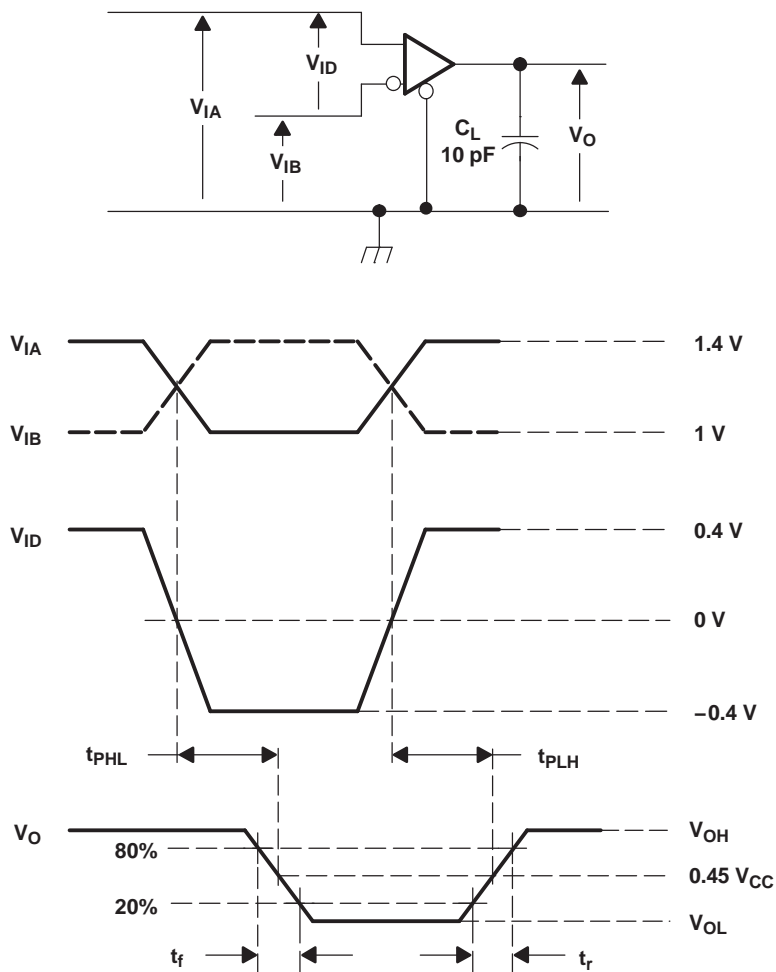 V_ID
V_IA
C_L
10 pF
V_O
V_IB
V_IA
1.4 V
V_IB
1 V
V_ID
0.4 V
0 V
−0.4 V
t_PHL
t_PLH
V_O
V_OH
80%
0.45 V_CC
20%
V_OL
t_f
t_r